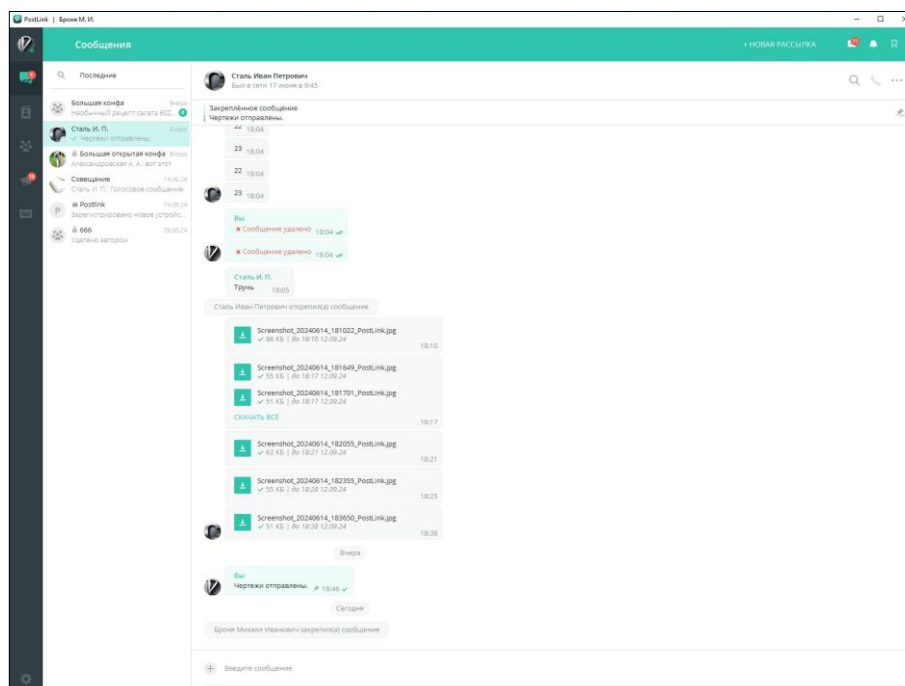 PostLink | Броня М. И.
Сообщения
+ НОВАЯ РАССЫЛКА
Последние
Большая конфа Вчера
Необычный рецепт салата 602... 4
Сталь И. П. Вчера
Чертежи отправлены.
Большая открытая конфа Вчера
Александровская А. А.: вот этот
Совещание 14.06.24
Сталь И. П.: Голосовое сообщение
P Postlink 14.06.24
Зарегистрировано новое устройс...
666
Удалено автором
Сталь Иван Петрович
Был в сети 17 июня в 9:45
Закреплённое сообщение
Чертежи отправлены.
22 18:04
23 18:04
22 18:04
23 18:04
Вы
Сообщение удалено 18:04
Сообщение удалено 18:04
Сталь И. П.
Трунь 18:05
Сталь Иван Петрович открепил(а) сообщение
Screenshot_20240614_181022_PostLink.jpg
86 КБ | до 18:10 12.09.24
18:10
Screenshot_20240614_181649_PostLink.jpg
55 КБ | до 18:17 12.09.24
Screenshot_20240614_181701_PostLink.jpg
51 КБ | до 18:17 12.09.24
СКАЧАТЬ ВСЕ
18:17
Screenshot_20240614_182055_PostLink.jpg
62 КБ | до 18:21 12.09.24
18:21
Screenshot_20240614_182355_PostLink.jpg
55 КБ | до 18:28 12.09.24
18:25
Screenshot_20240614_183650_PostLink.jpg
51 КБ | до 18:38 12.09.24
18:38
Вчера
Вы
Чертежи отправлены. 18:46
Сегодня
Броня Михаил Иванович закрепил(а) сообщение
Введите сообщение